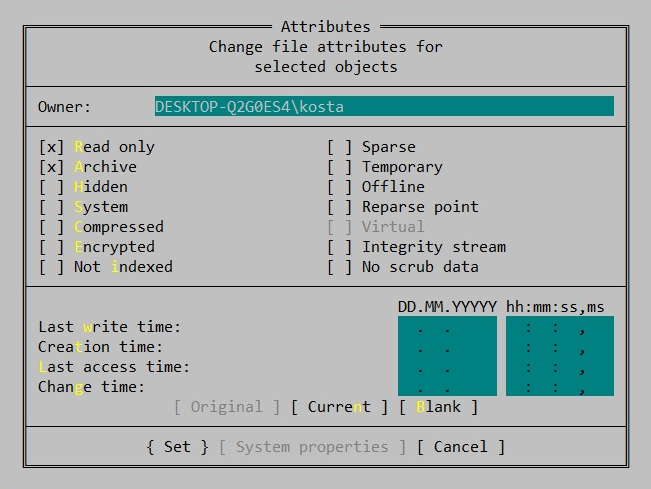 Attributes
Change file attributes for
selected objects
Owner: DESKTOP-Q2G0ES4\kosta
[x] Read only [ ] Sparse
[x] Archive [ ] Temporary
[ ] Hidden [ ] Offline
[ ] System [ ] Reparse point
[ ] Compressed [ ] Virtual
[ ] Encrypted [ ] Integrity stream
[ ] Not indexed [ ] No scrub data
DD.MM.YYYYY hh:mm:ss,ms
Last write time: . . : : ,
Creation time: . . : : ,
Last access time: . . : : ,
Change time: . . : : ,
[ Original ] [ Current ] [ Blank ]
{ Set } [ System properties ] [ Cancel ]